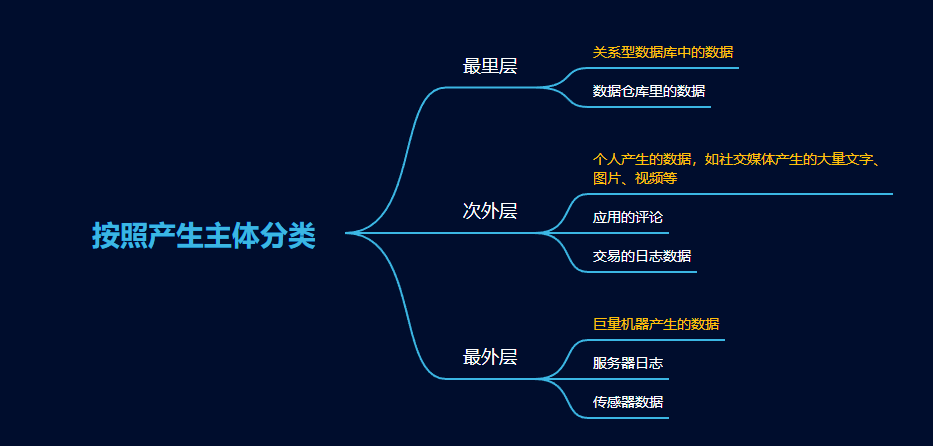 按照产生主体分类
最里层
关系型数据库中的数据
数据仓库里的数据
次外层
个人产生的数据，如社交媒体产生的大量文字、
图片、视频等
应用的评论
交易的日志数据
最外层
巨量机器产生的数据
服务器日志
传感器数据